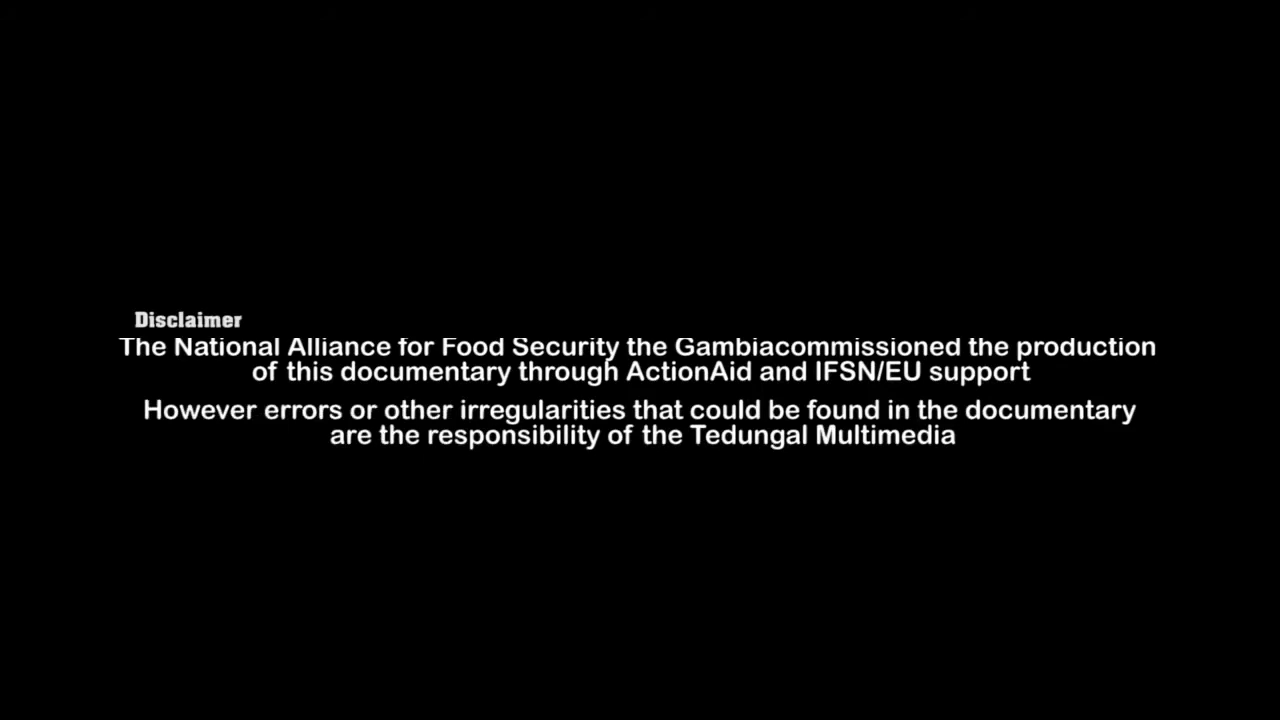 Disclaimer
The National Alliance for Food Security the Gambiacommissioned the production
of this documentary through ActionAid and IFSN/EU support
However errors or other irregularities that could be found in the documentary
are the responsibility of the Tedungal Multimedia